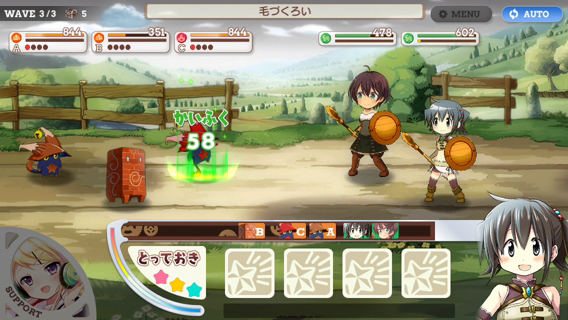 WAVE 3/3 5
毛づくろい
MENU
AUTO
844
A
351
B
844
C
478
602
かいふく
58
B C A
とっておき
SUPPORT